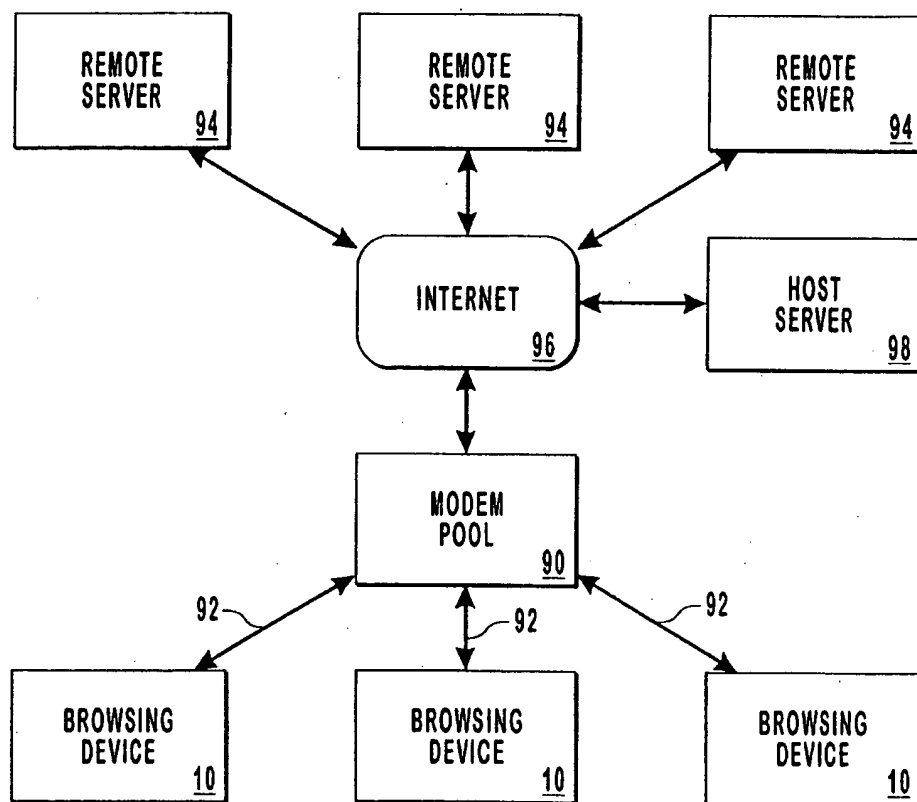 REMOTE
SERVER
94
REMOTE
SERVER
94
REMOTE
SERVER
94
INTERNET
96
HOST
SERVER
98
MODEM
POOL
90
92
92
92
BROWSING
DEVICE
10
BROWSING
DEVICE
10
BROWSING
DEVICE
10